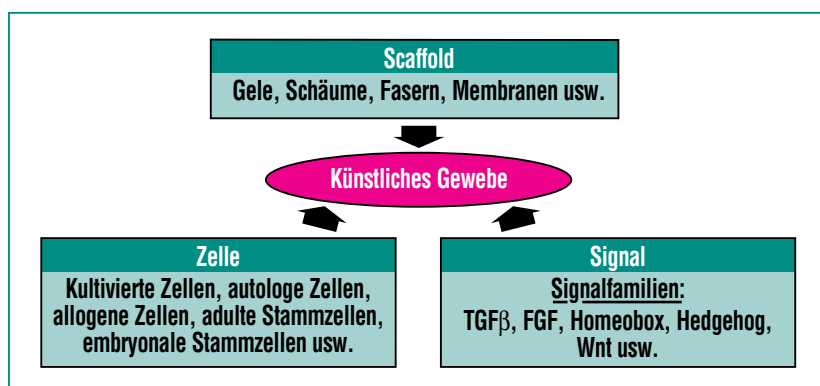 Scaffold
Gele, Schäume, Fasern, Membranen usw.
Künstliches Gewebe
Zelle
Kultivierte Zellen, autologe Zellen,
allogene Zellen, adulte Stammzellen,
embryonale Stammzellen usw.
Signal
Signalfamilien:
TGFβ, FGF, Homeobox, Hedgehog,
Wnt usw.